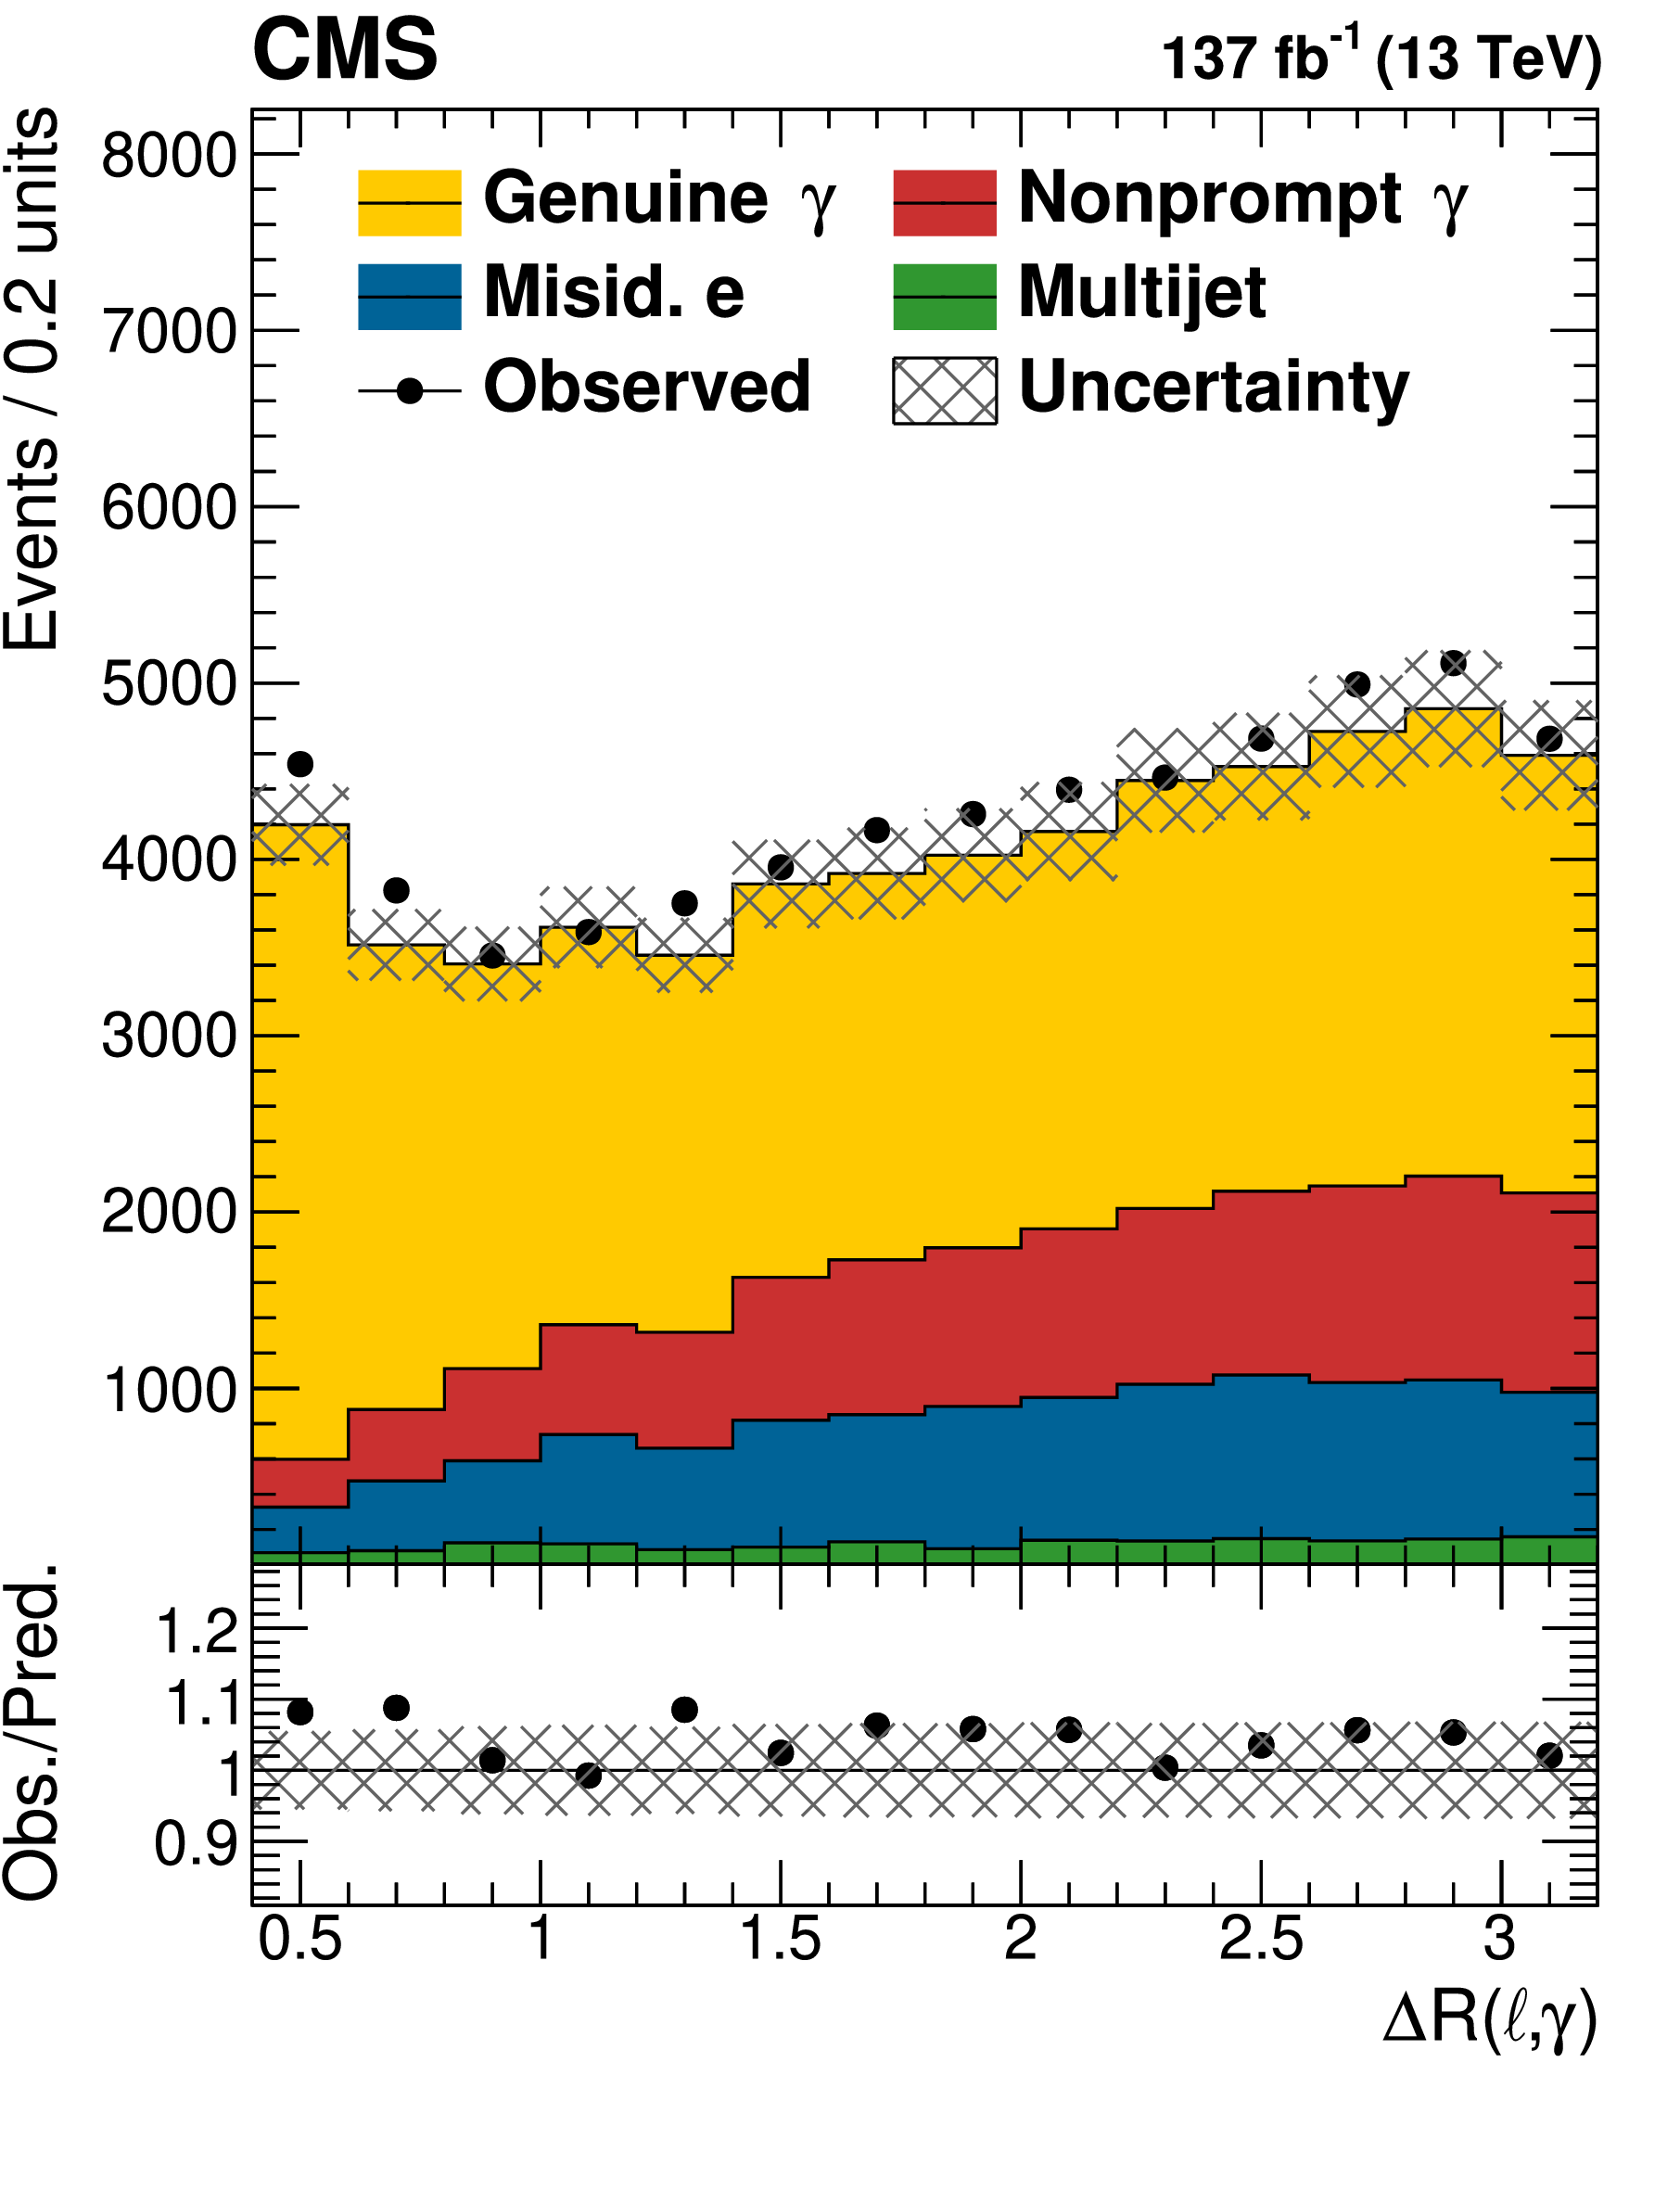 CMS 137 fb⁻¹ (13 TeV)
Events / 0.2 units
8000
7000
6000
5000
4000
3000
2000
1000
Genuine γ Nonprompt γ
Misid. e Multijet
Observed Uncertainty
Obs./Pred.
1.2
1.1
1
0.9
0.5 1 1.5 2 2.5 3
ΔR(ℓ,γ)